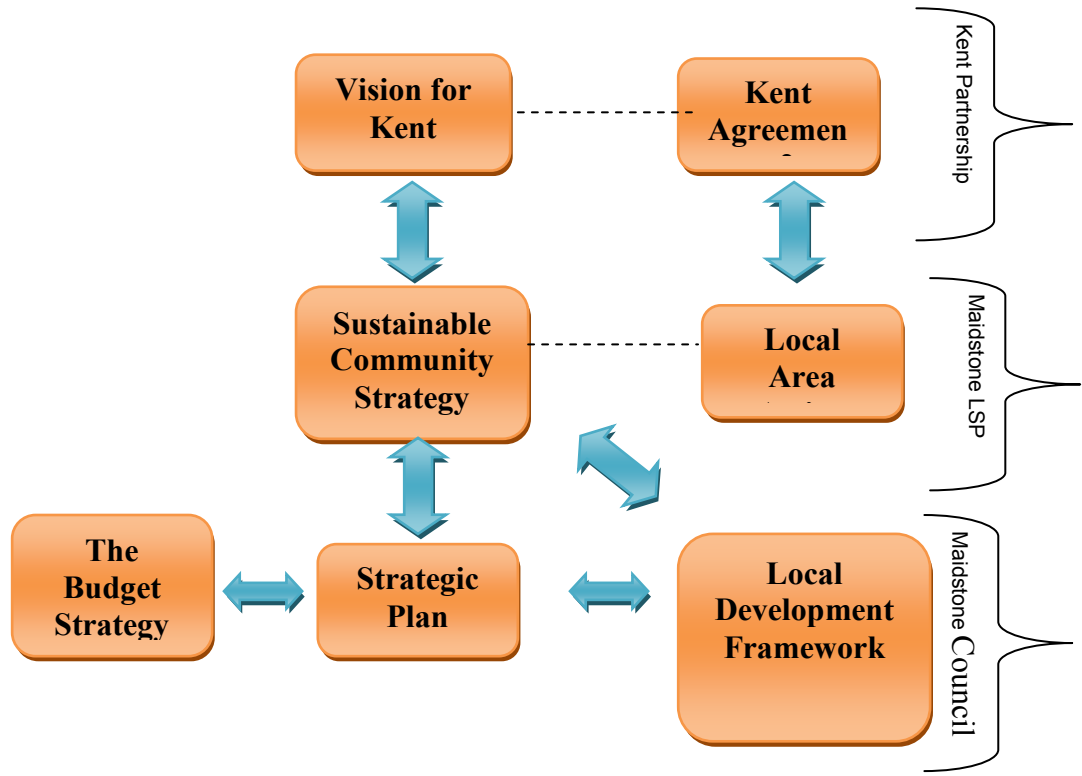 Vision for
Kent
Kent
Agreemen
Kent Partnership
Sustainable
Community
Strategy
Local
Area
Maidstone LSP
The
Budget
Strategy
Strategic
Plan
Local
Development
Framework
Maidstone Council